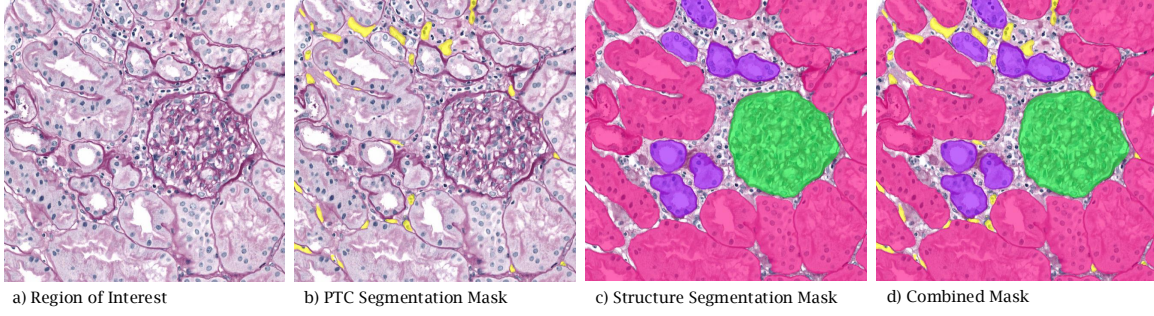 a) Region of Interest
b) PTC Segmentation Mask
c) Structure Segmentation Mask
d) Combined Mask